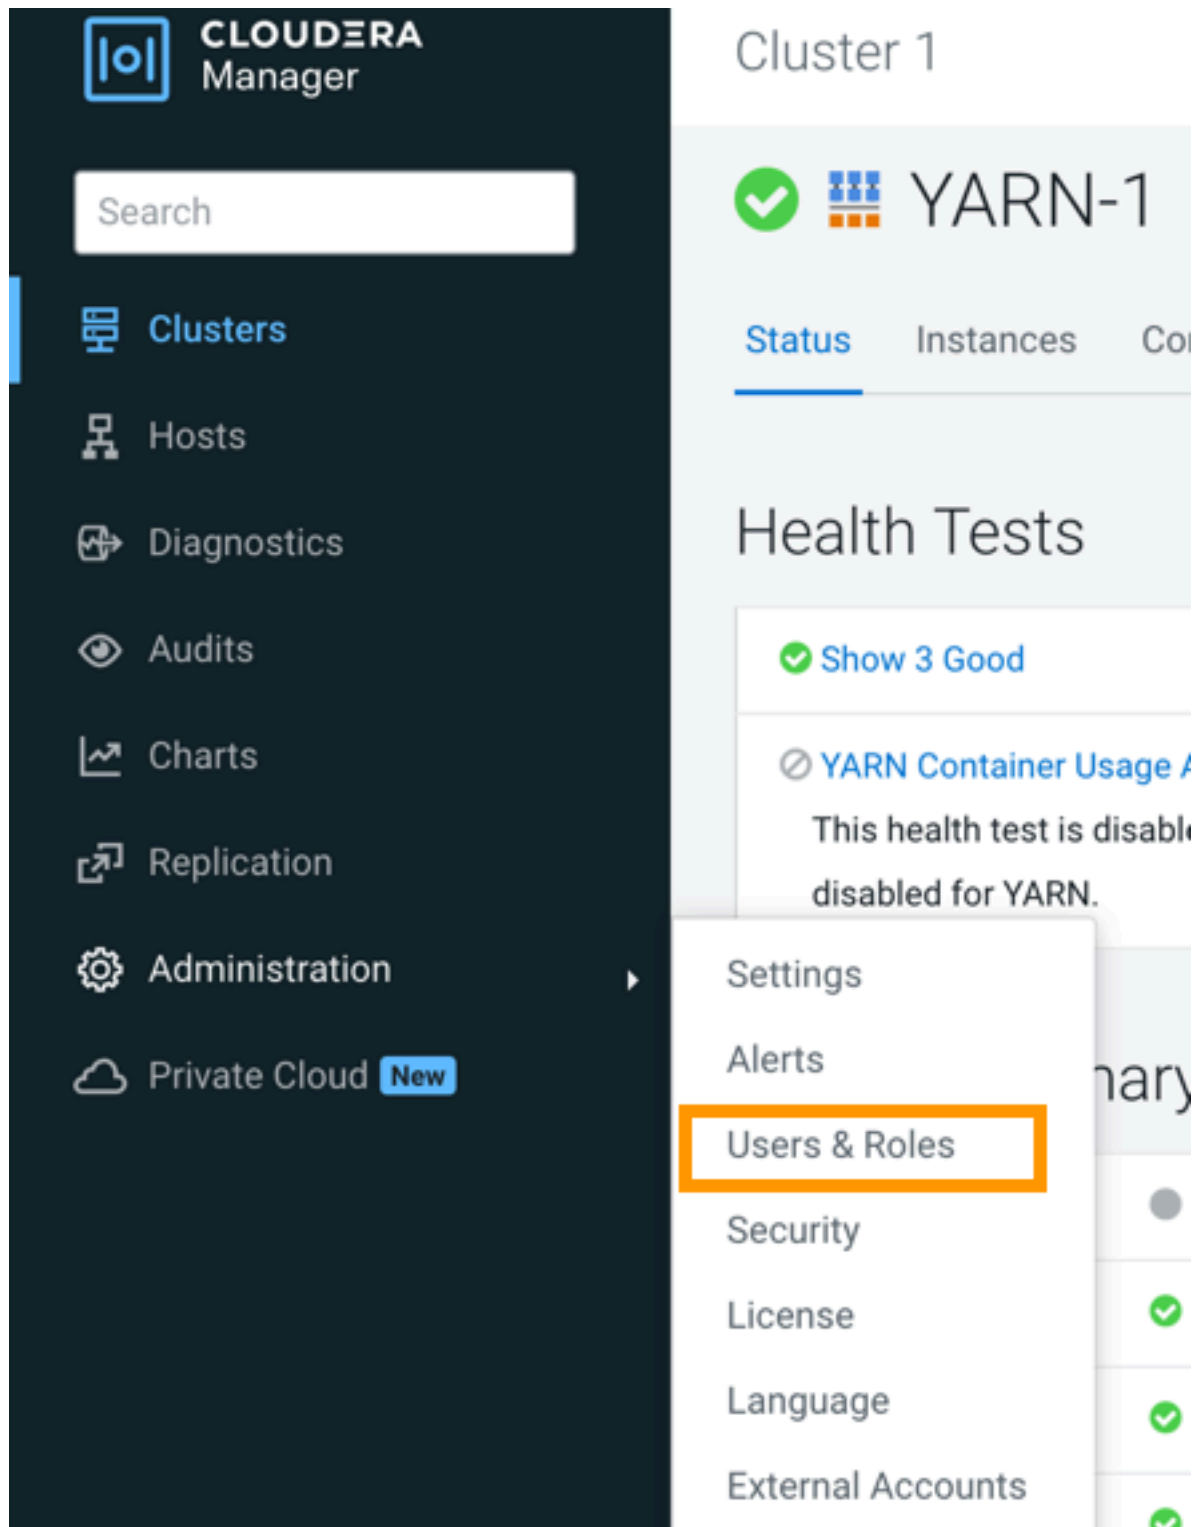 CLOUDERA
Manager
Search
Clusters
Hosts
Diagnostics
Audits
Charts
Replication
Administration
Private Cloud New
Cluster 1
YARN-1
Status Instances
Health Tests
Show 3 Good
YARN Container Usage
This health test is
disabled for YARN.
Settings
Alerts
Users & Roles
Security
License
Language
External Accounts